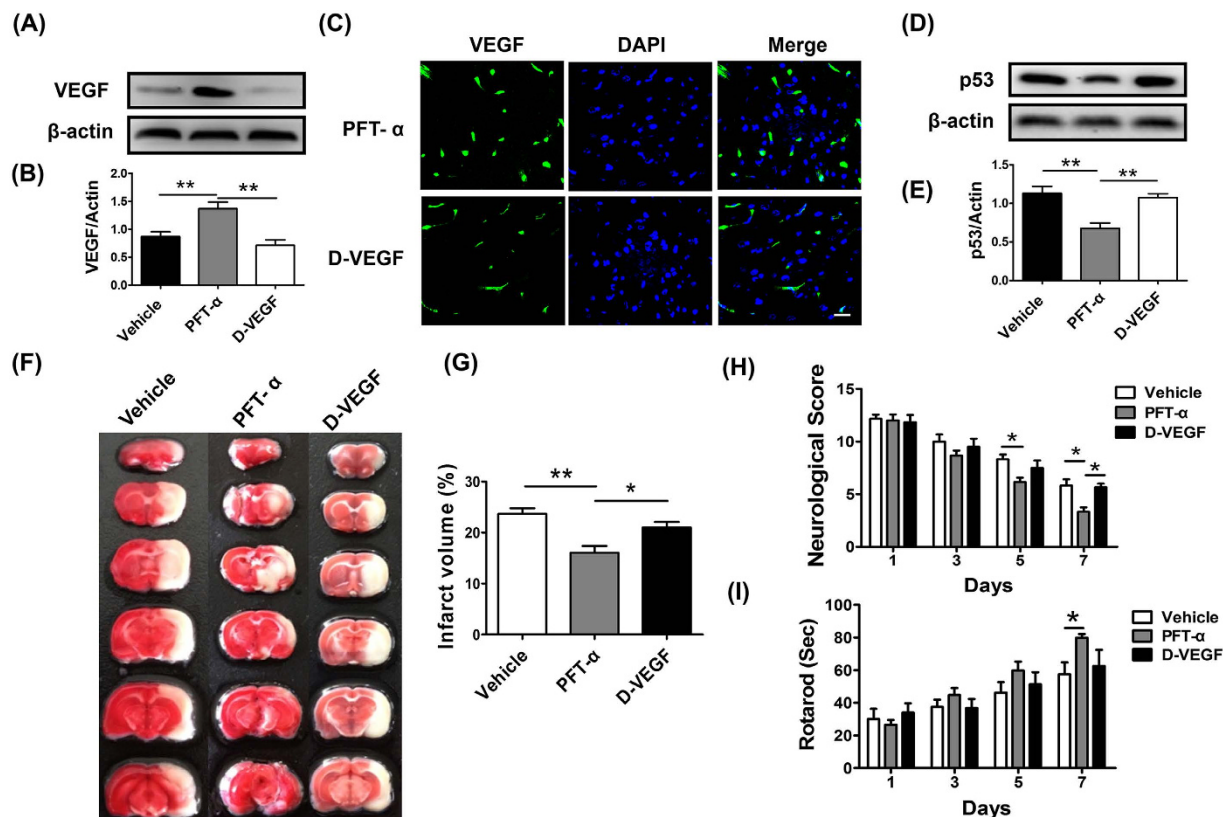 (A)
VEGF
β-actin
(B)
VEGF/Actin
2.0
1.5
1.0
0.5
0.0
** **
Vehicle
PFT-α
D-VEGF
(C)
VEGF DAPI Merge
PFT- α
D-VEGF
(D)
p53
β-actin
(E)
p53/Actin
1.5
1.0
0.5
0.0
** **
Vehicle
PFT-α
D-VEGF
(F)
Vehicle
PFT- α
D-VEGF
(G)
Infarct volume (%)
30
20
10
0
** *
Vehicle
PFT-α
D-VEGF
(H)
Neurological Score
15
10
5
0
* * *
1 3 5 7
Days
Vehicle
PFT-α
D-VEGF
(I)
Rotarod (Sec)
100
80
60
40
20
0
*
1 3 5 7
Days
Vehicle
PFT-α
D-VEGF